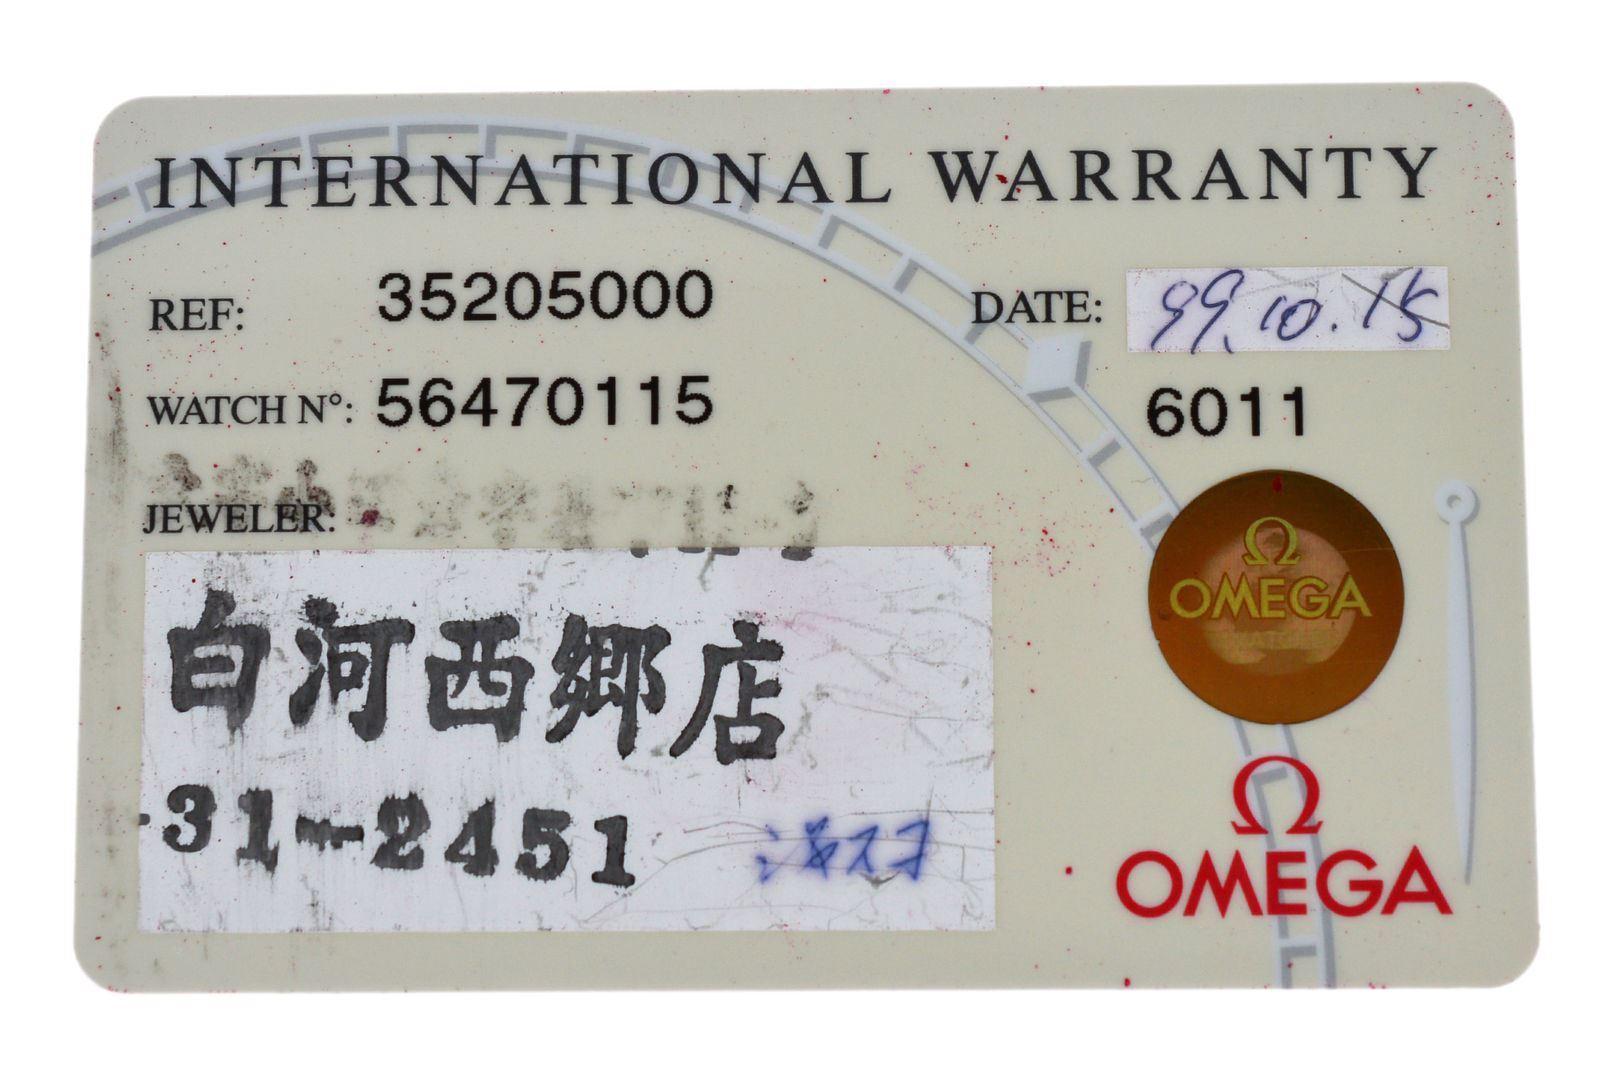 INTERNATIONAL WARRANTY
REF: 35205000
DATE: 99.10.15
WATCH N°: 56470115
6011
JEWELER:
白河西郷店
-31-2451
Ω
OMEGA
Ω
OMEGA